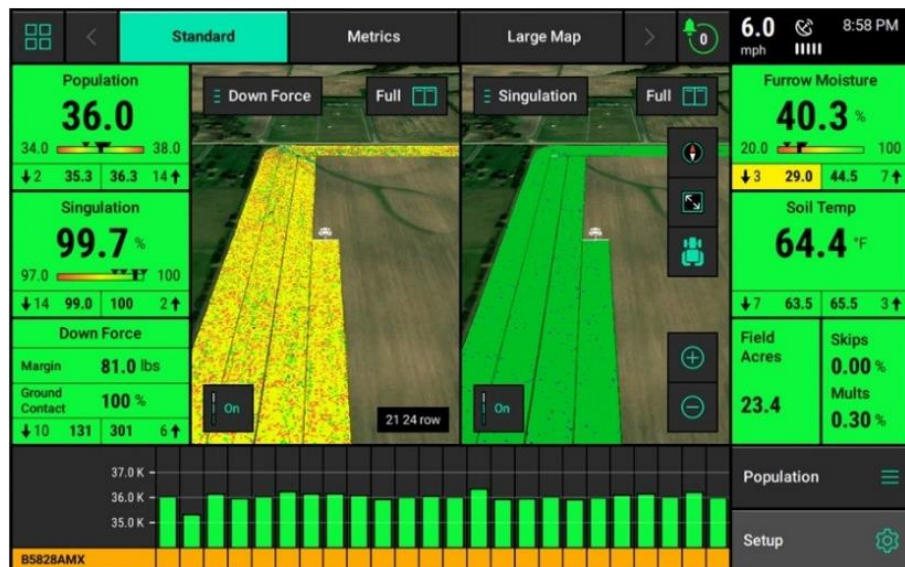 Standard
Metrics
Large Map
0
6.0
mph
8:58 PM
Population
36.0
34.0 38.0
↓2 35.3 36.3 14↑
Singulation
99.7 %
97.0 100
↓14 99.0 100 2↑
Down Force
Margin 81.0 lbs
Ground Contact 100 %
↓10 131 301 6↑
Down Force
Full
On
21 24 row
Singulation
Full
On
Furrow Moisture
40.3 %
20.0 100
↓3 29.0 44.5 7↑
Soil Temp
64.4 °F
↓7 63.5 65.5 3↑
Field
Acres
23.4
Skips
0.00 %
Mults
0.30 %
37.0 K
36.0 K
35.0 K
B5828AMX
Population
Setup